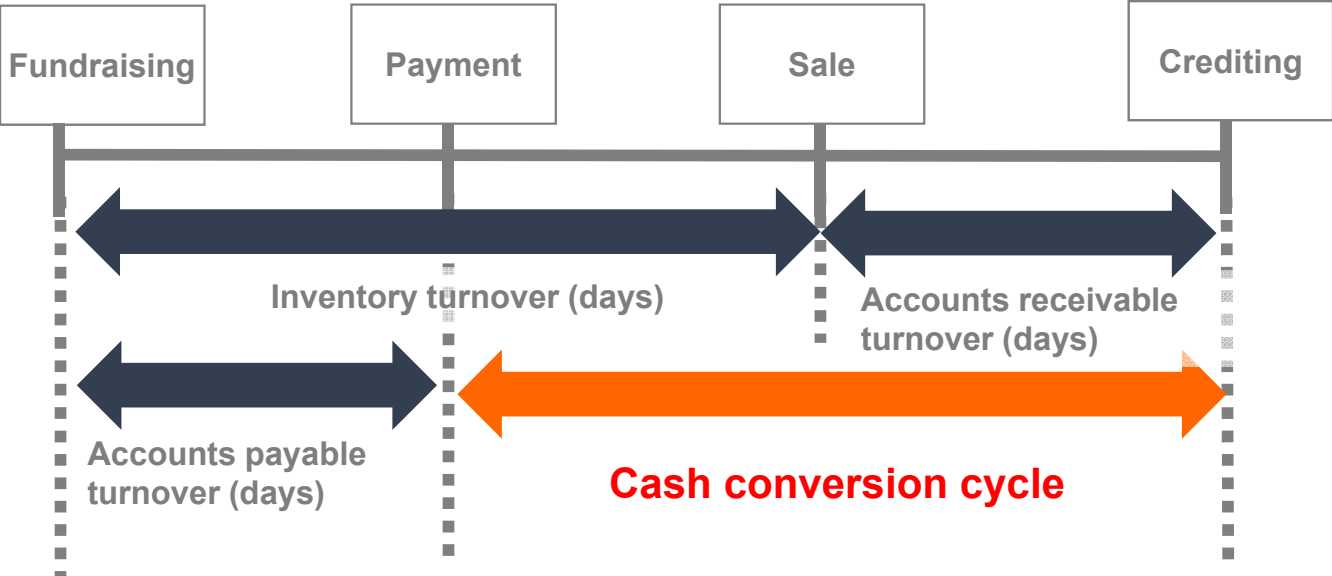 Fundraising
Payment
Sale
Crediting
Inventory turnover (days)
Accounts receivable
turnover (days)
Accounts payable
turnover (days)
Cash conversion cycle